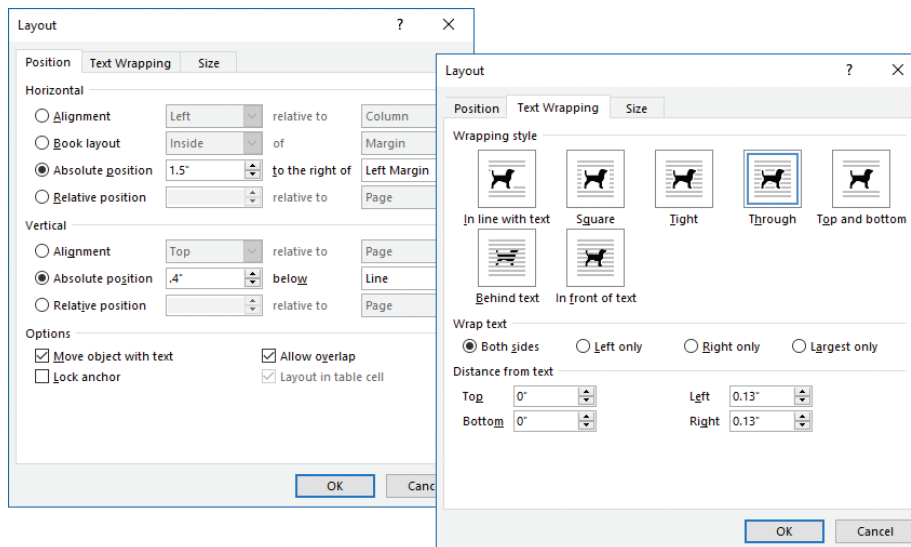 Layout ? ×
Position Text Wrapping Size
Horizontal
Alignment Left relative to Column
Book layout Inside of Margin
Absolute position 1.5" to the right of Left Margin
Relative position relative to Page
Vertical
Alignment Top relative to Page
Absolute position .4" below Line
Relative position relative to Page
Options
Move object with text Allow overlap
Lock anchor Layout in table cell
OK Canc
Layout ? ×
Position Text Wrapping Size
Wrapping style
In line with text Square Tight Through Top and bottom
Behind text In front of text
Wrap text
Both sides Left only Right only Largest only
Distance from text
Top 0" Left 0.13"
Bottom 0" Right 0.13"
OK Cancel